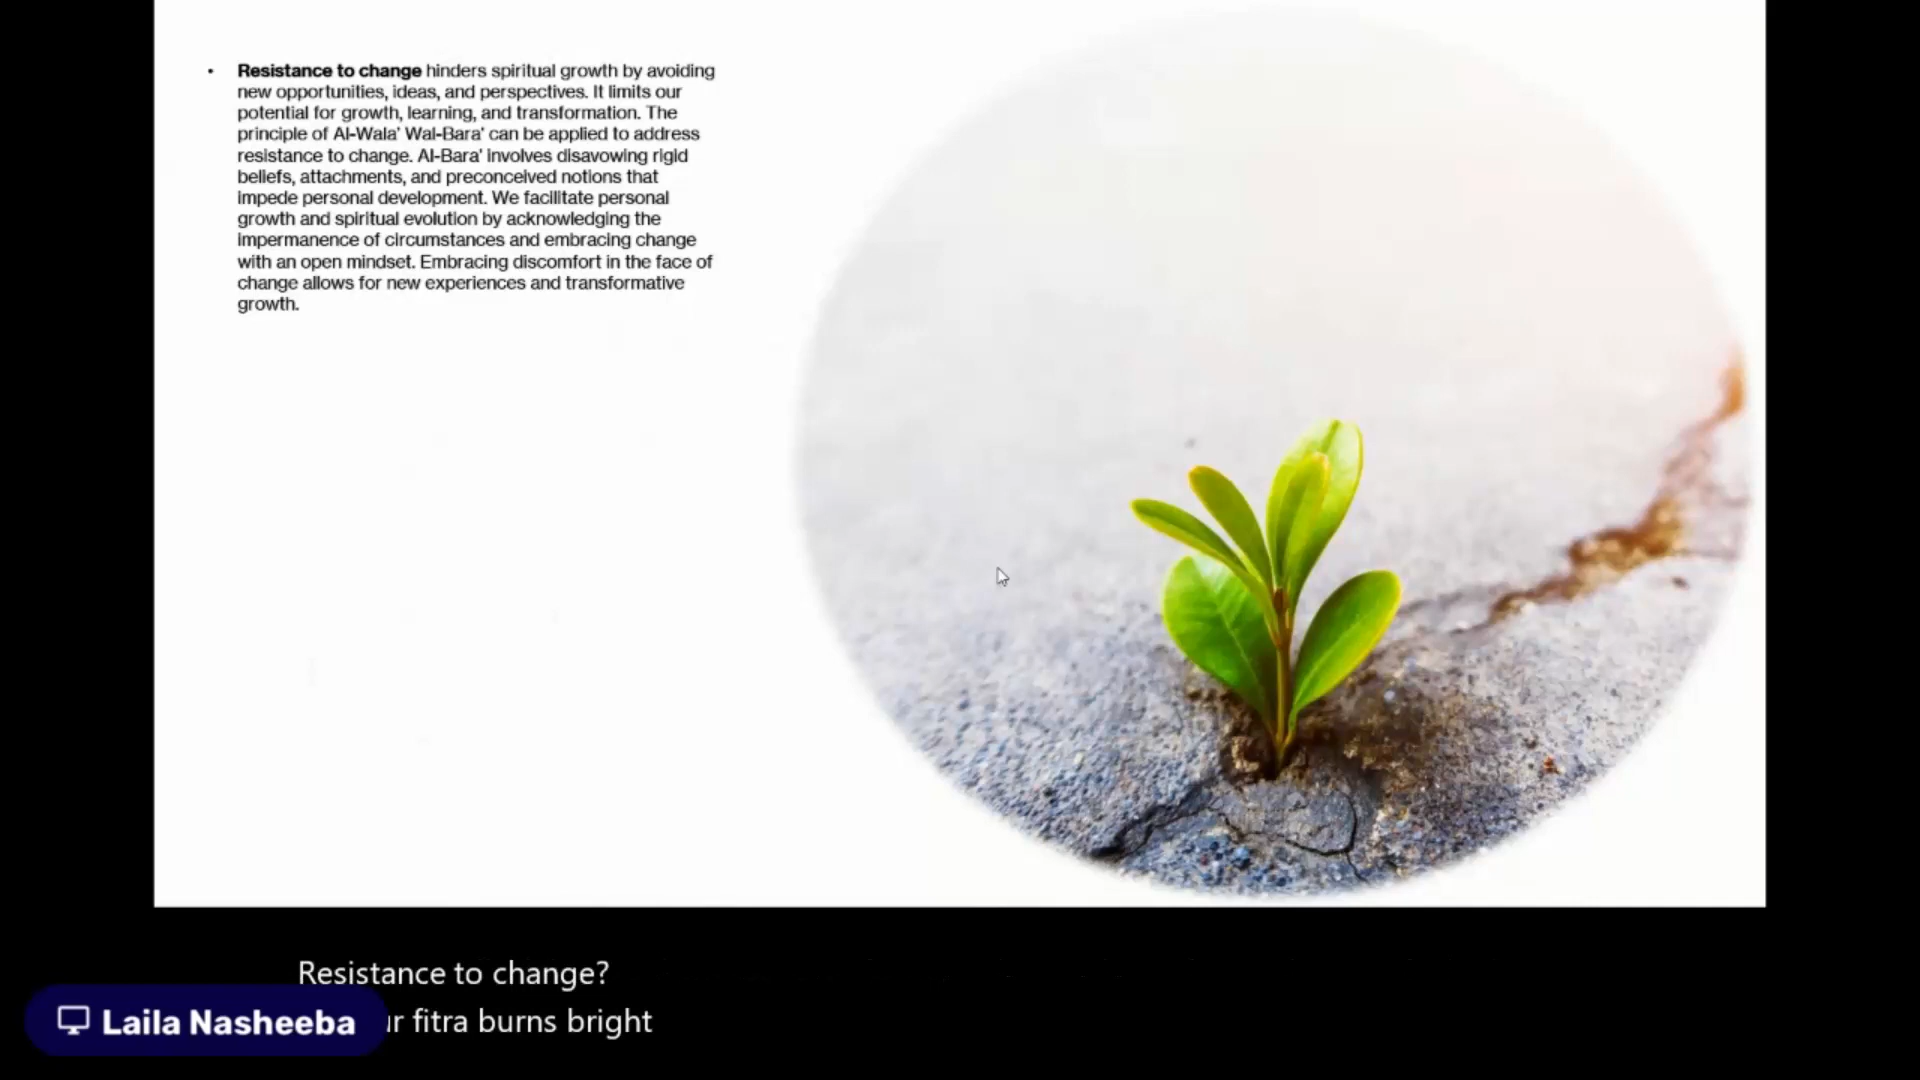 • Resistance to change hinders spiritual growth by avoiding
new opportunities, ideas, and perspectives. It limits our
potential for growth, learning, and transformation. The
principle of Al-Wala' Wal-Bara' can be applied to address
resistance to change. Al-Bara' involves disavowing rigid
beliefs, attachments, and preconceived notions that
impede personal development. We facilitate personal
growth and spiritual evolution by acknowledging the
impermanence of circumstances and embracing change
with an open mindset. Embracing discomfort in the face of
change allows for new experiences and transformative
growth.
Resistance to change?
Laila Nasheeba
fitra burns bright